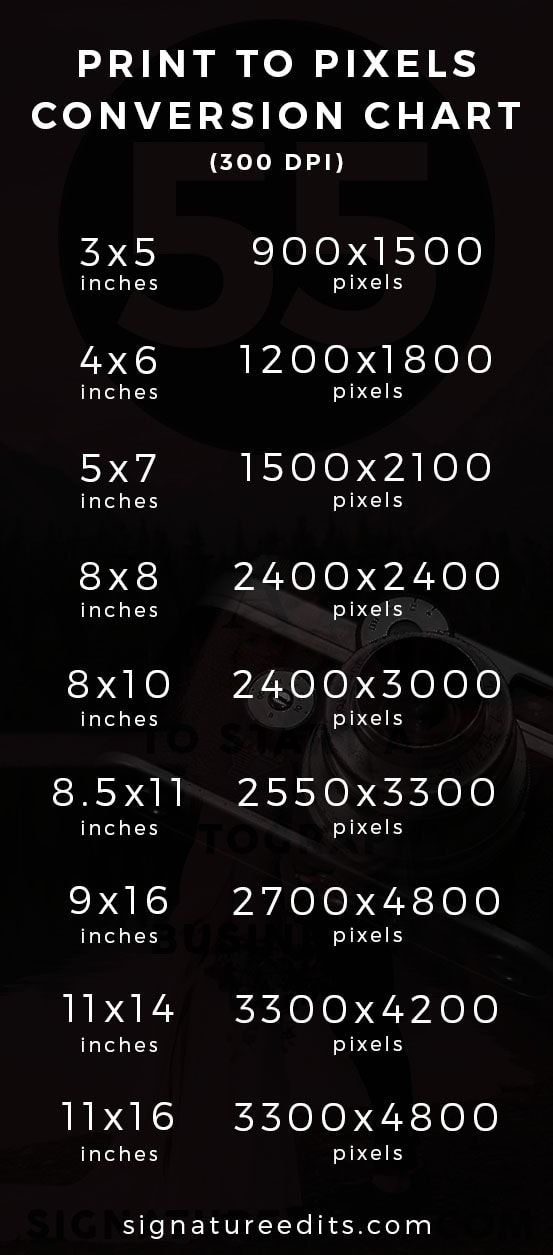 PRINT TO PIXELS
CONVERSION CHART
(300 DPI)
3x5 900x1500
inches pixels
4x6 1200x1800
inches pixels
5x7 1500x2100
inches pixels
8x8 2400x2400
inches pixels
8x10 2400x3000
inches pixels
8.5x11 2550x3300
inches pixels
9x16 2700x4800
inches pixels
11x14 3300x4200
inches pixels
11x16 3300x4800
inches pixels
signatureedits.com